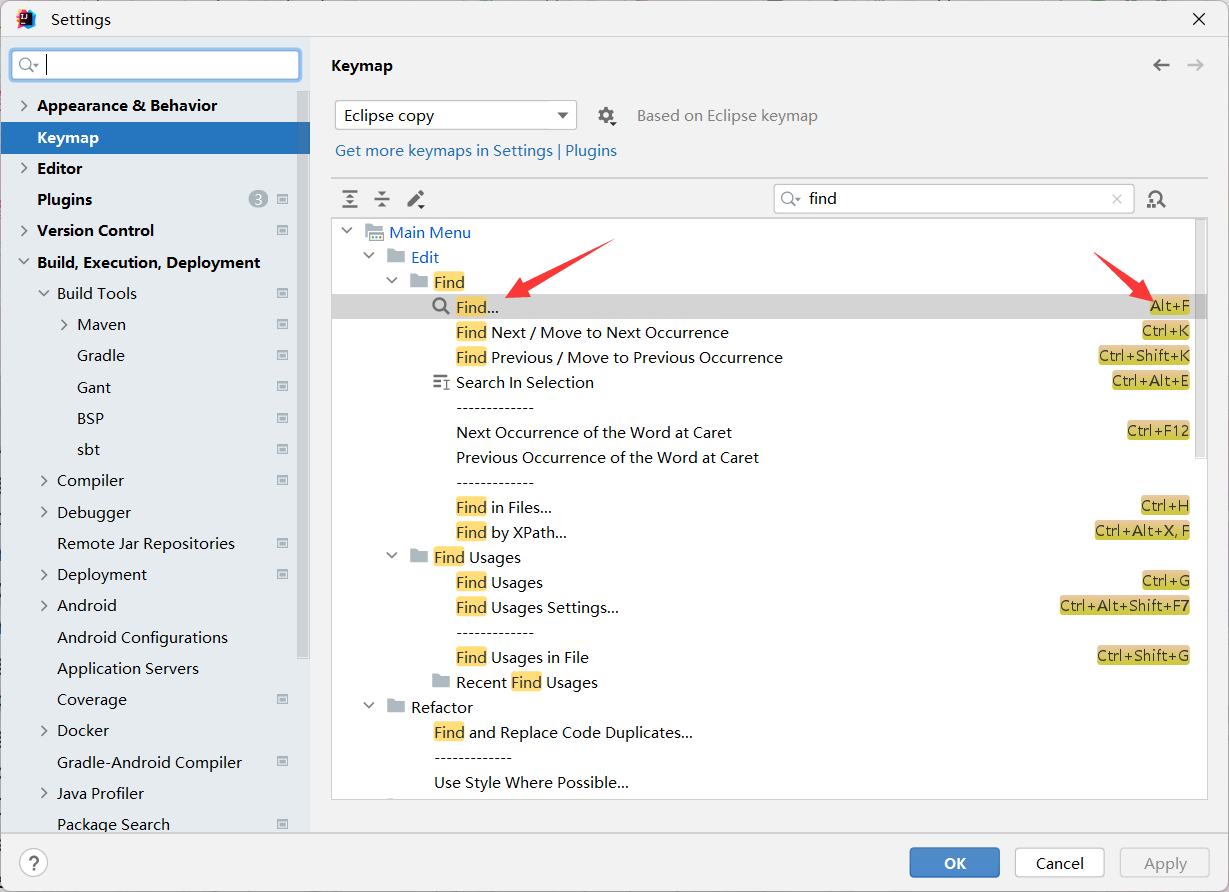 Settings
Appearance & Behavior
Keymap
Editor
Plugins 3
Version Control
Build, Execution, Deployment
Build Tools
Maven
Gradle
Gant
BSP
sbt
Compiler
Debugger
Remote Jar Repositories
Deployment
Android
Android Configurations
Application Servers
Coverage
Docker
Gradle-Android Compiler
Java Profiler
Package Search
Keymap
Eclipse copy Based on Eclipse keymap
Get more keymaps in Settings | Plugins
find
Main Menu
Edit
Find
Find... Alt+F
Find Next / Move to Next Occurrence Ctrl+K
Find Previous / Move to Previous Occurrence Ctrl+Shift+K
Search In Selection Ctrl+Alt+E
-------------
Next Occurrence of the Word at Caret Ctrl+F12
Previous Occurrence of the Word at Caret
-------------
Find in Files... Ctrl+H
Find by XPath... Ctrl+Alt+X, F
Find Usages
Find Usages Ctrl+G
Find Usages Settings... Ctrl+Alt+Shift+F7
-------------
Find Usages in File Ctrl+Shift+G
Recent Find Usages
Refactor
Find and Replace Code Duplicates...
-------------
Use Style Where Possible...
? OK Cancel Apply